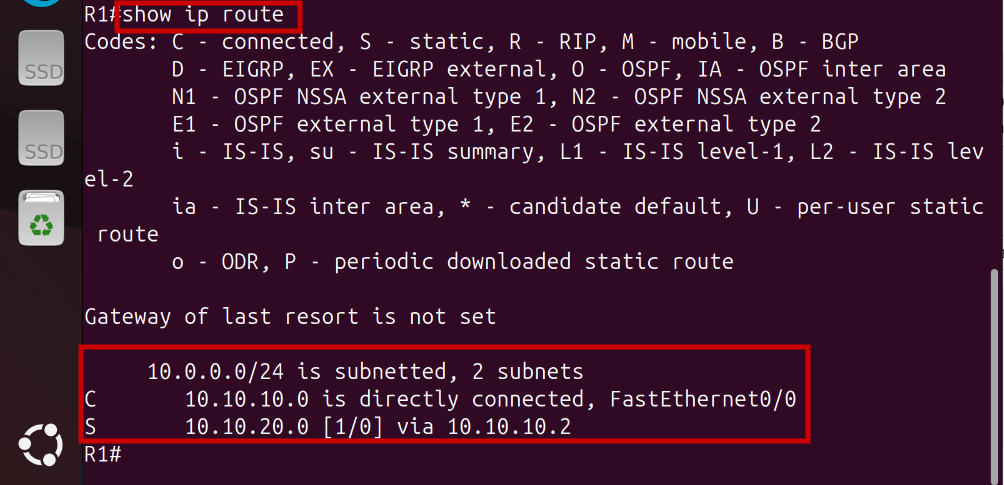 SSD
SSD
R1#show ip route
Codes: C - connected, S - static, R - RIP, M - mobile, B - BGP
       D - EIGRP, EX - EIGRP external, O - OSPF, IA - OSPF inter area
       N1 - OSPF NSSA external type 1, N2 - OSPF NSSA external type 2
       E1 - OSPF external type 1, E2 - OSPF external type 2
       i - IS-IS, su - IS-IS summary, L1 - IS-IS level-1, L2 - IS-IS lev
el-2
       ia - IS-IS inter area, * - candidate default, U - per-user static
 route
       o - ODR, P - periodic downloaded static route
Gateway of last resort is not set
     10.0.0.0/24 is subnetted, 2 subnets
C       10.10.10.0 is directly connected, FastEthernet0/0
S       10.10.20.0 [1/0] via 10.10.10.2
R1#